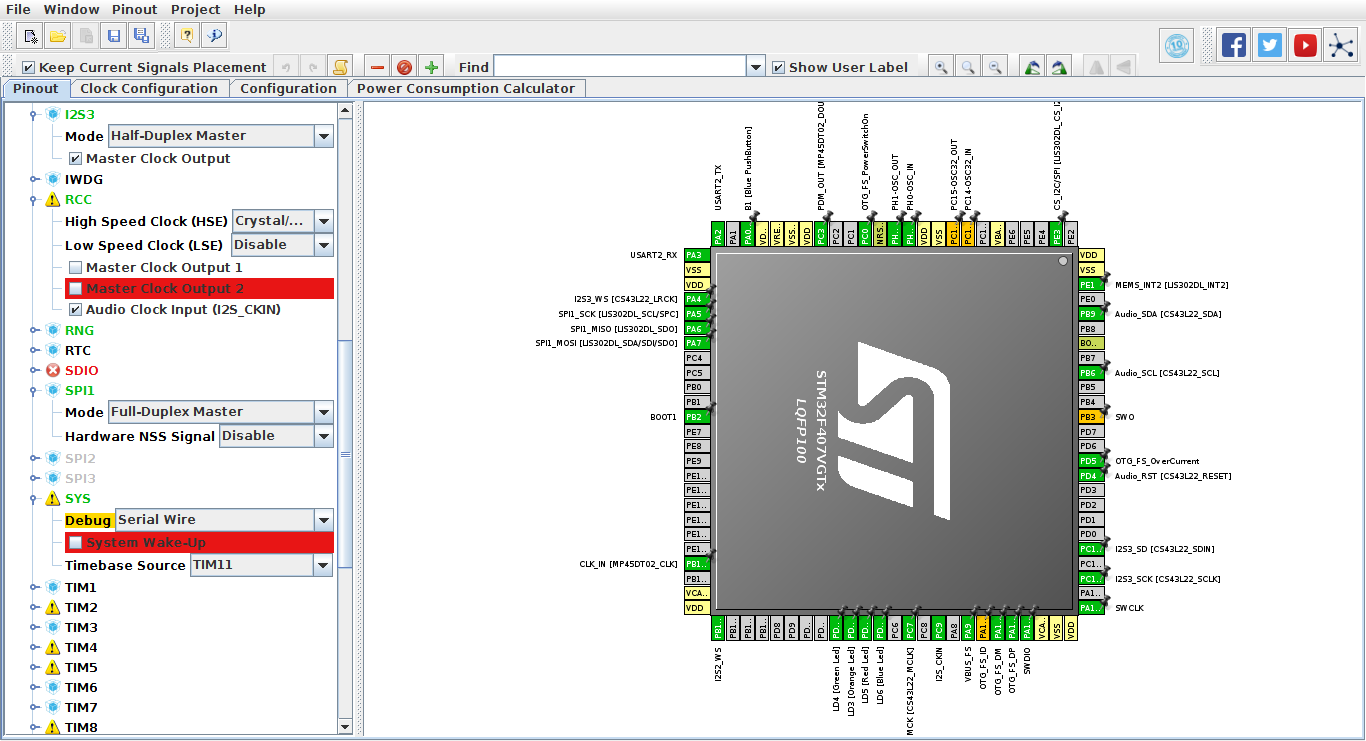 File Window Pinout Project Help
Keep Current Signals Placement Find Show User Label
Pinout Clock Configuration Configuration Power Consumption Calculator
I2S3
Mode Half-Duplex Master
Master Clock Output
IWDG
RCC
High Speed Clock (HSE) Crystal/...
Low Speed Clock (LSE) Disable
Master Clock Output 1
Master Clock Output 2
Audio Clock Input (I2S_CKIN)
RNG
RTC
SDIO
SPI1
Mode Full-Duplex Master
Hardware NSS Signal Disable
SPI2
SPI3
SYS
Debug Serial Wire
System Wake-Up
Timebase Source TIM11
TIM1
TIM2
TIM3
TIM4
TIM5
TIM6
TIM7
TIM8
USART2_TX
B1 [Blue PushButton]
PDM_OUT [MP45DT02_DOU
OTG_FS_PowerSwitchOn
PH1-OSC_OUT
PH0-OSC_IN
PC15-OSC32_OUT
PC14-OSC32_IN
CS_I2C/SPI [LIS302DL_CS_I2
PA2 PA1 PA0.. VD.. VRE.. VSS.. VDD PC3 PC2 PC1 PC0 NRS.. PH.. PH.. VDD VSS PC1.. PC1.. PC1.. VBA.. PE6 PE5 PE4 PE3 PE2
USART2_RX PA3
VSS
VDD
I2S3_WS [CS43L22_LRCK] PA4
SPI1_SCK [LIS302DL_SCL/SPC] PA5
SPI1_MISO [LIS302DL_SDO] PA6
SPI1_MOSI [LIS302DL_SDA/SDI/SDO] PA7
PC4
PC5
PB0
PB1
BOOT1 PB2
PE7
PE8
PE9
PE1..
PE1..
PE1..
PE1..
PE1..
PE1..
CLK_IN [MP45DT02_CLK] PB1..
PB1..
VCA..
VDD
STM32F407VGTx
LQFP100
VDD
VSS
PE1 MEMS_INT2 [LIS302DL_INT2]
PE0
PB9 Audio_SDA [CS43L22_SDA]
PB8
BO..
PB7
PB6 Audio_SCL [CS43L22_SCL]
PB5
PB4
PB3 SWO
PD7
PD6
PD5 OTG_FS_OverCurrent
PD4 Audio_RST [CS43L22_RESET]
PD3
PD2
PD1
PD0
PC1.. I2S3_SD [CS43L22_SDIN]
PC1..
PC1.. I2S3_SCK [CS43L22_SCLK]
PA1..
PA1.. SWCLK
PB1.. PB1.. PB1.. PB1.. PD8 PD9 PD.. PD.. PD.. PD.. PD.. PD.. PC6 PC7 PC8 PC9 PA8 PA9 PA1.. PA1.. PA1.. PA1.. VCA.. VSS VDD
I2S2_WS
LD4 [Green Led]
LD3 [Orange Led]
LD5 [Red Led]
LD6 [Blue Led]
MCK [CS43L22_MCLK]
I2S_CKIN
VBUS_FS
OTG_FS_ID
OTG_FS_DM
OTG_FS_DP
SWDIO